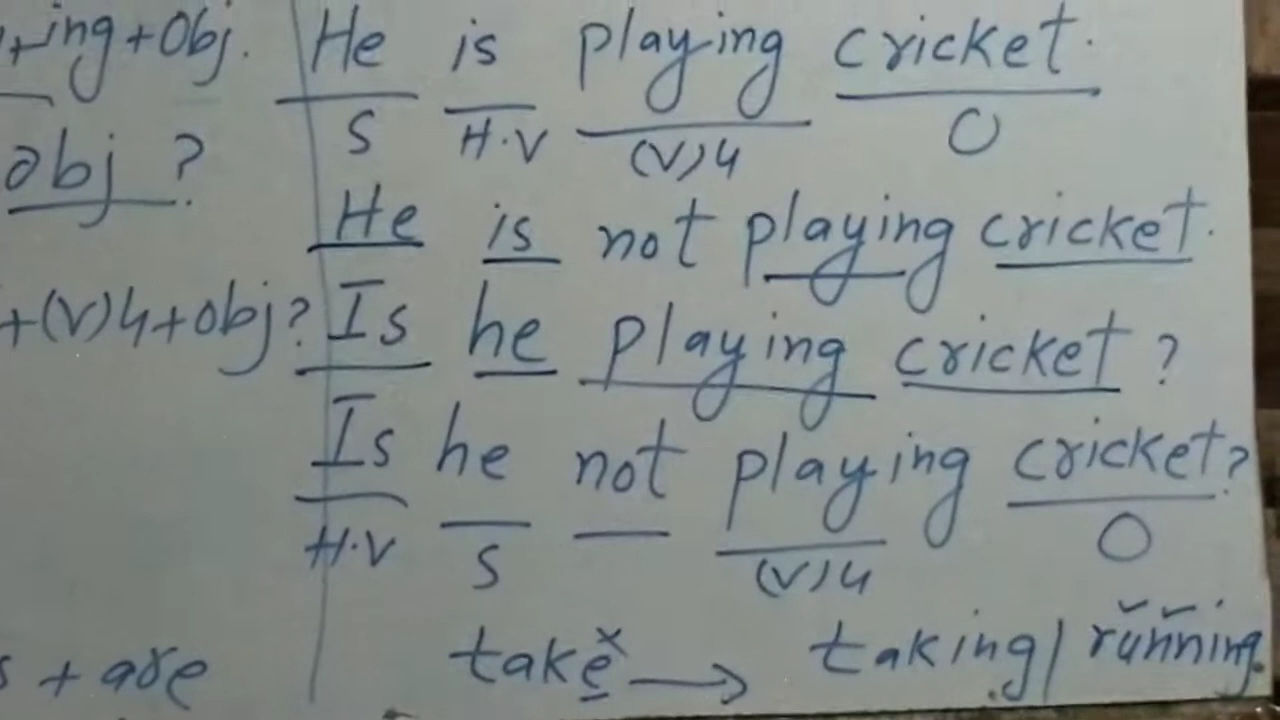 +ing+obj. He is playing cricket.
S H.V (V)4 O
obj ?
He is not playing cricket.
+(V)4+obj? Is he playing cricket ?
Is he not playing cricket?
H.V S (V)4 O
s + are take → taking/running.